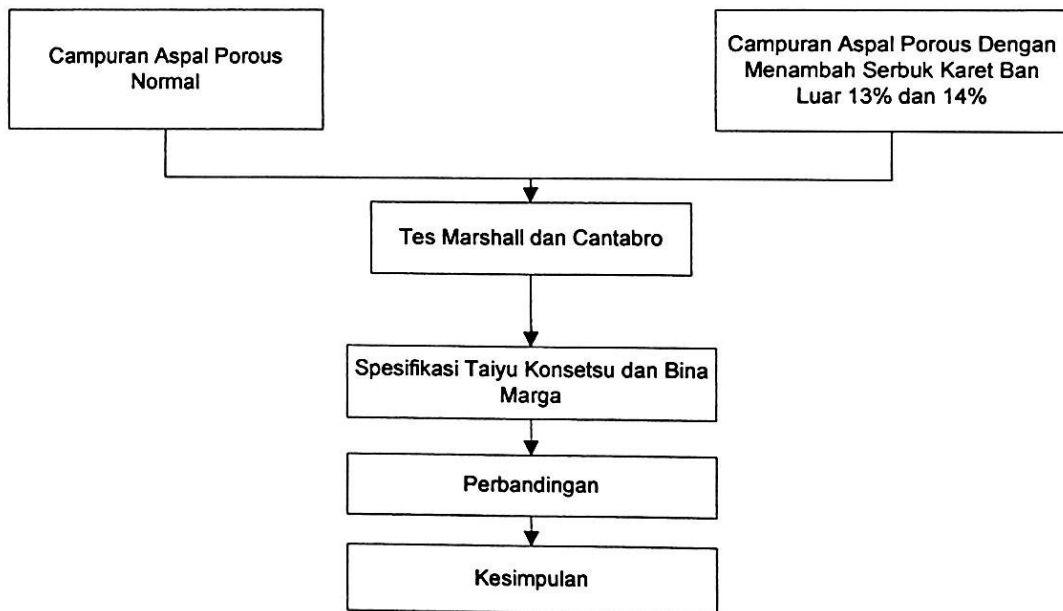 Campuran Aspal Porous
Normal
Campuran Aspal Porous Dengan
Menambah Serbuk Karet Ban
Luar 13% dan 14%
Tes Marshall dan Cantabro
Spesifikasi Taiyu Konsetsu dan Bina
Marga
Perbandingan
Kesimpulan